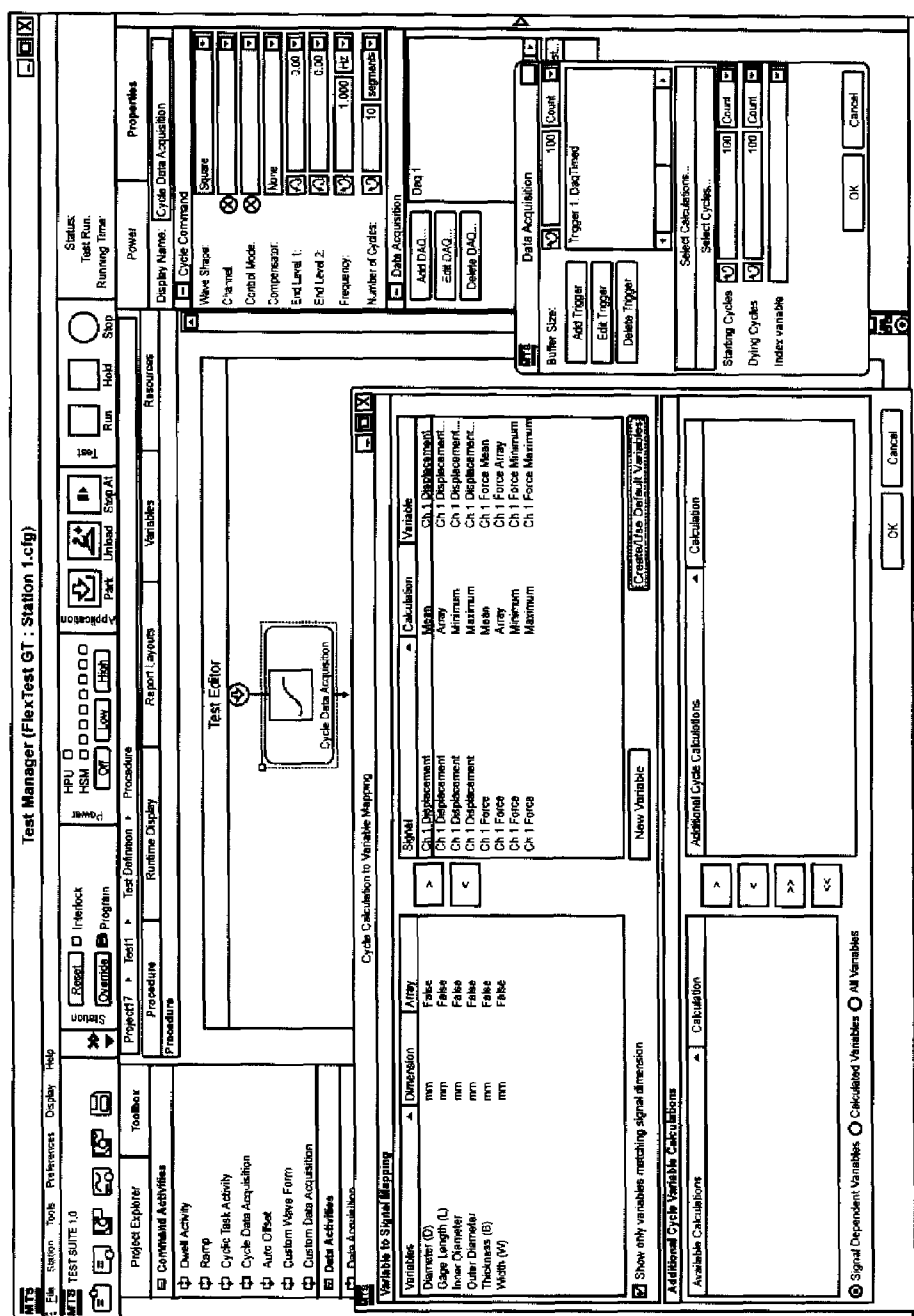 Test Manager (FlexTest GT : Station 1.cfg)
MTS
File Station Tools Preferences Display Help
MTS TEST SUITE 1.0
Station
Reset Interlock
Override Program
Power
HPU
HSM
Off Low High
Application
Park Unload Stop At
Test
Run Hold Stop
Status:
Test Run:
Running Time:
Project Explorer Toolbox
Command Activities
Dwell Activity
Ramp
Cyclic Task Activity
Cycle Data Acquisition
Auto Offset
Custom Wave Form
Custom Data Acquisition
Data Activities
Data Acquisition
Project17 Test1 Test Definition Procedure
Procedure Runtime Display Report Layouts Variables Resources
Procedure
Test Editor
Cycle Data Acquisition
Power Properties
Display Name: Cycle Data Acquisition
Cycle Command
Wave Shape: Square
Channel:
Control Mode:
Compensator: None
End Level 1: 0.00
End Level 2: 0.00
Frequency: 1.000 Hz
Number of Cycles: 10 segments
Data Acquisition
Add DAQ...
Edit DAQ...
Delete DAQ...
Daq 1
MTS Cycle Calculation to Variable Mapping
Variable to Signal Mapping
Variables Dimension Array
Diameter (D) mm False
Gage Length (L) mm False
Inner Diameter mm False
Outer Diameter mm False
Thickness (B) mm False
Width (W) mm False
Show only variables matching signal dimension
> <
Signal Calculation Variable
Ch 1 Displacement Mean Ch 1 Displacement
Ch 1 Displacement Array Ch 1 Displacement...
Ch 1 Displacement Minimum Ch 1 Displacement...
Ch 1 Displacement Maximum Ch 1 Displacement...
Ch 1 Force Mean Ch 1 Force Mean
Ch 1 Force Array Ch 1 Force Array
Ch 1 Force Minimum Ch 1 Force Minimum
Ch 1 Force Maximum Ch 1 Force Maximum
New Variable Create/Use Default Variables
Additional Cycle Variable Calculations
Available Calculations Calculation
> < >> <<
Additional Cycle Calculations Calculation
Signal Dependent Variables Calculated Variables All Variables
OK Cancel
MTS Data Acquisition
Buffer Size: 100 Count
Add Trigger
Edit Trigger
Delete Trigger
Trigger 1. DaqTimed
Select Calculations...
Select Cycles...
Starting Cycles 100 Count
Dying Cycles 100 Count
Index variable
OK Cancel